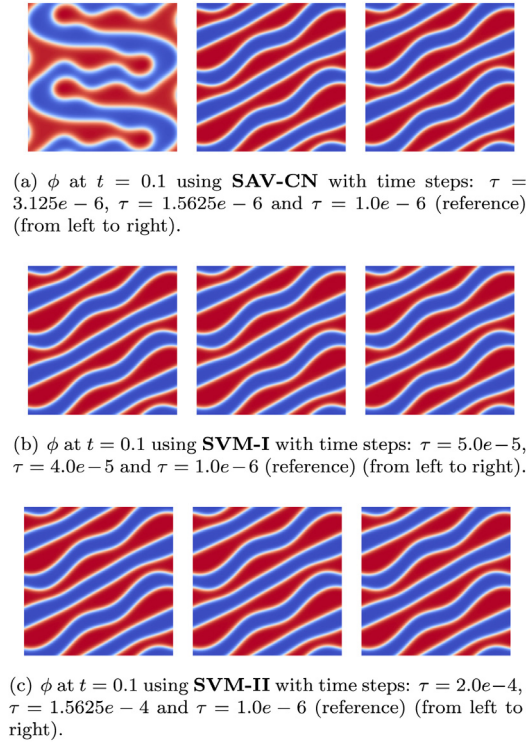 (a) ϕ at t = 0.1 using SAV-CN with time steps: τ =
3.125e − 6, τ = 1.5625e − 6 and τ = 1.0e − 6 (reference)
(from left to right).
(b) ϕ at t = 0.1 using SVM-I with time steps: τ = 5.0e−5,
τ = 4.0e−5 and τ = 1.0e−6 (reference) (from left to right).
(c) ϕ at t = 0.1 using SVM-II with time steps: τ = 2.0e−4,
τ = 1.5625e − 4 and τ = 1.0e − 6 (reference) (from left to
right).